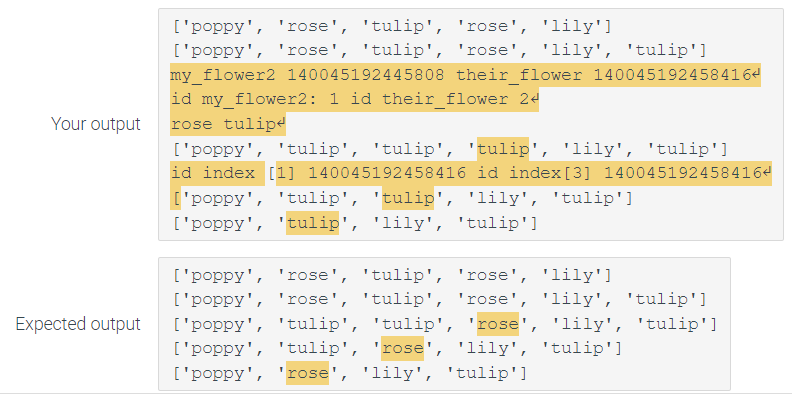 ['poppy', 'rose', 'tulip', 'rose', 'lily']
['poppy', 'rose', 'tulip', 'rose', 'lily', 'tulip']
my_flower2 140045192445808 their_flower 140045192458416↵
id my_flower2: 1 id their_flower 2↵
Your output
rose tulip↵
['poppy', 'tulip', 'tulip', 'tulip', 'lily', 'tulip']
id index [1] 140045192458416 id index[3] 140045192458416↵
['poppy', 'tulip', 'tulip', 'lily', 'tulip']
['poppy', 'tulip', 'lily', 'tulip']
['poppy', 'rose', 'tulip', 'rose', 'lily']
['poppy', 'rose', 'tulip', 'rose', 'lily', 'tulip']
Expected output
['poppy', 'tulip', 'tulip', 'rose', 'lily', 'tulip']
['poppy', 'tulip', 'rose', 'lily', 'tulip']
['poppy', 'rose', 'lily', 'tulip']